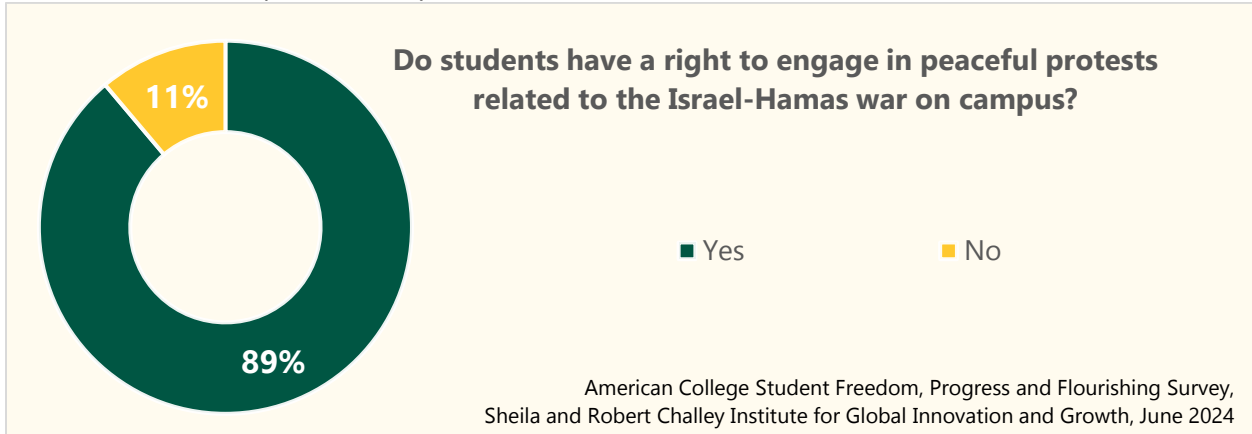 Do students have a right to engage in peaceful protests
related to the Israel-Hamas war on campus?
11%
Yes
No
89%
American College Student Freedom, Progress and Flourishing Survey,
Sheila and Robert Challey Institute for Global Innovation and Growth, June 2024